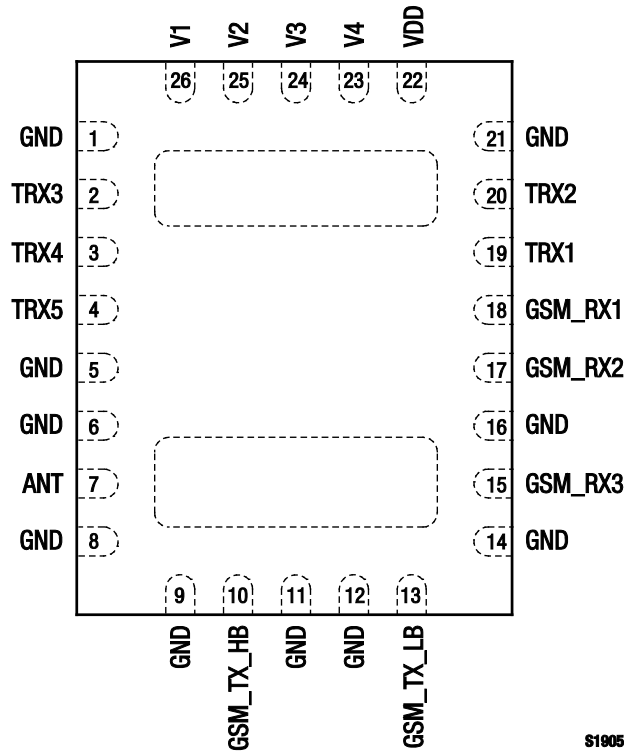 V1 V2 V3 V4 VDD
26 25 24 23 22
GND 1 21 GND
TRX3 2 20 TRX2
TRX4 3 19 TRX1
TRX5 4 18 GSM_RX1
GND 5 17 GSM_RX2
GND 6 16 GND
ANT 7 15 GSM_RX3
GND 8 14 GND
9 10 11 12 13
GND GSM_TX_HB GND GND GSM_TX_LB
S1905